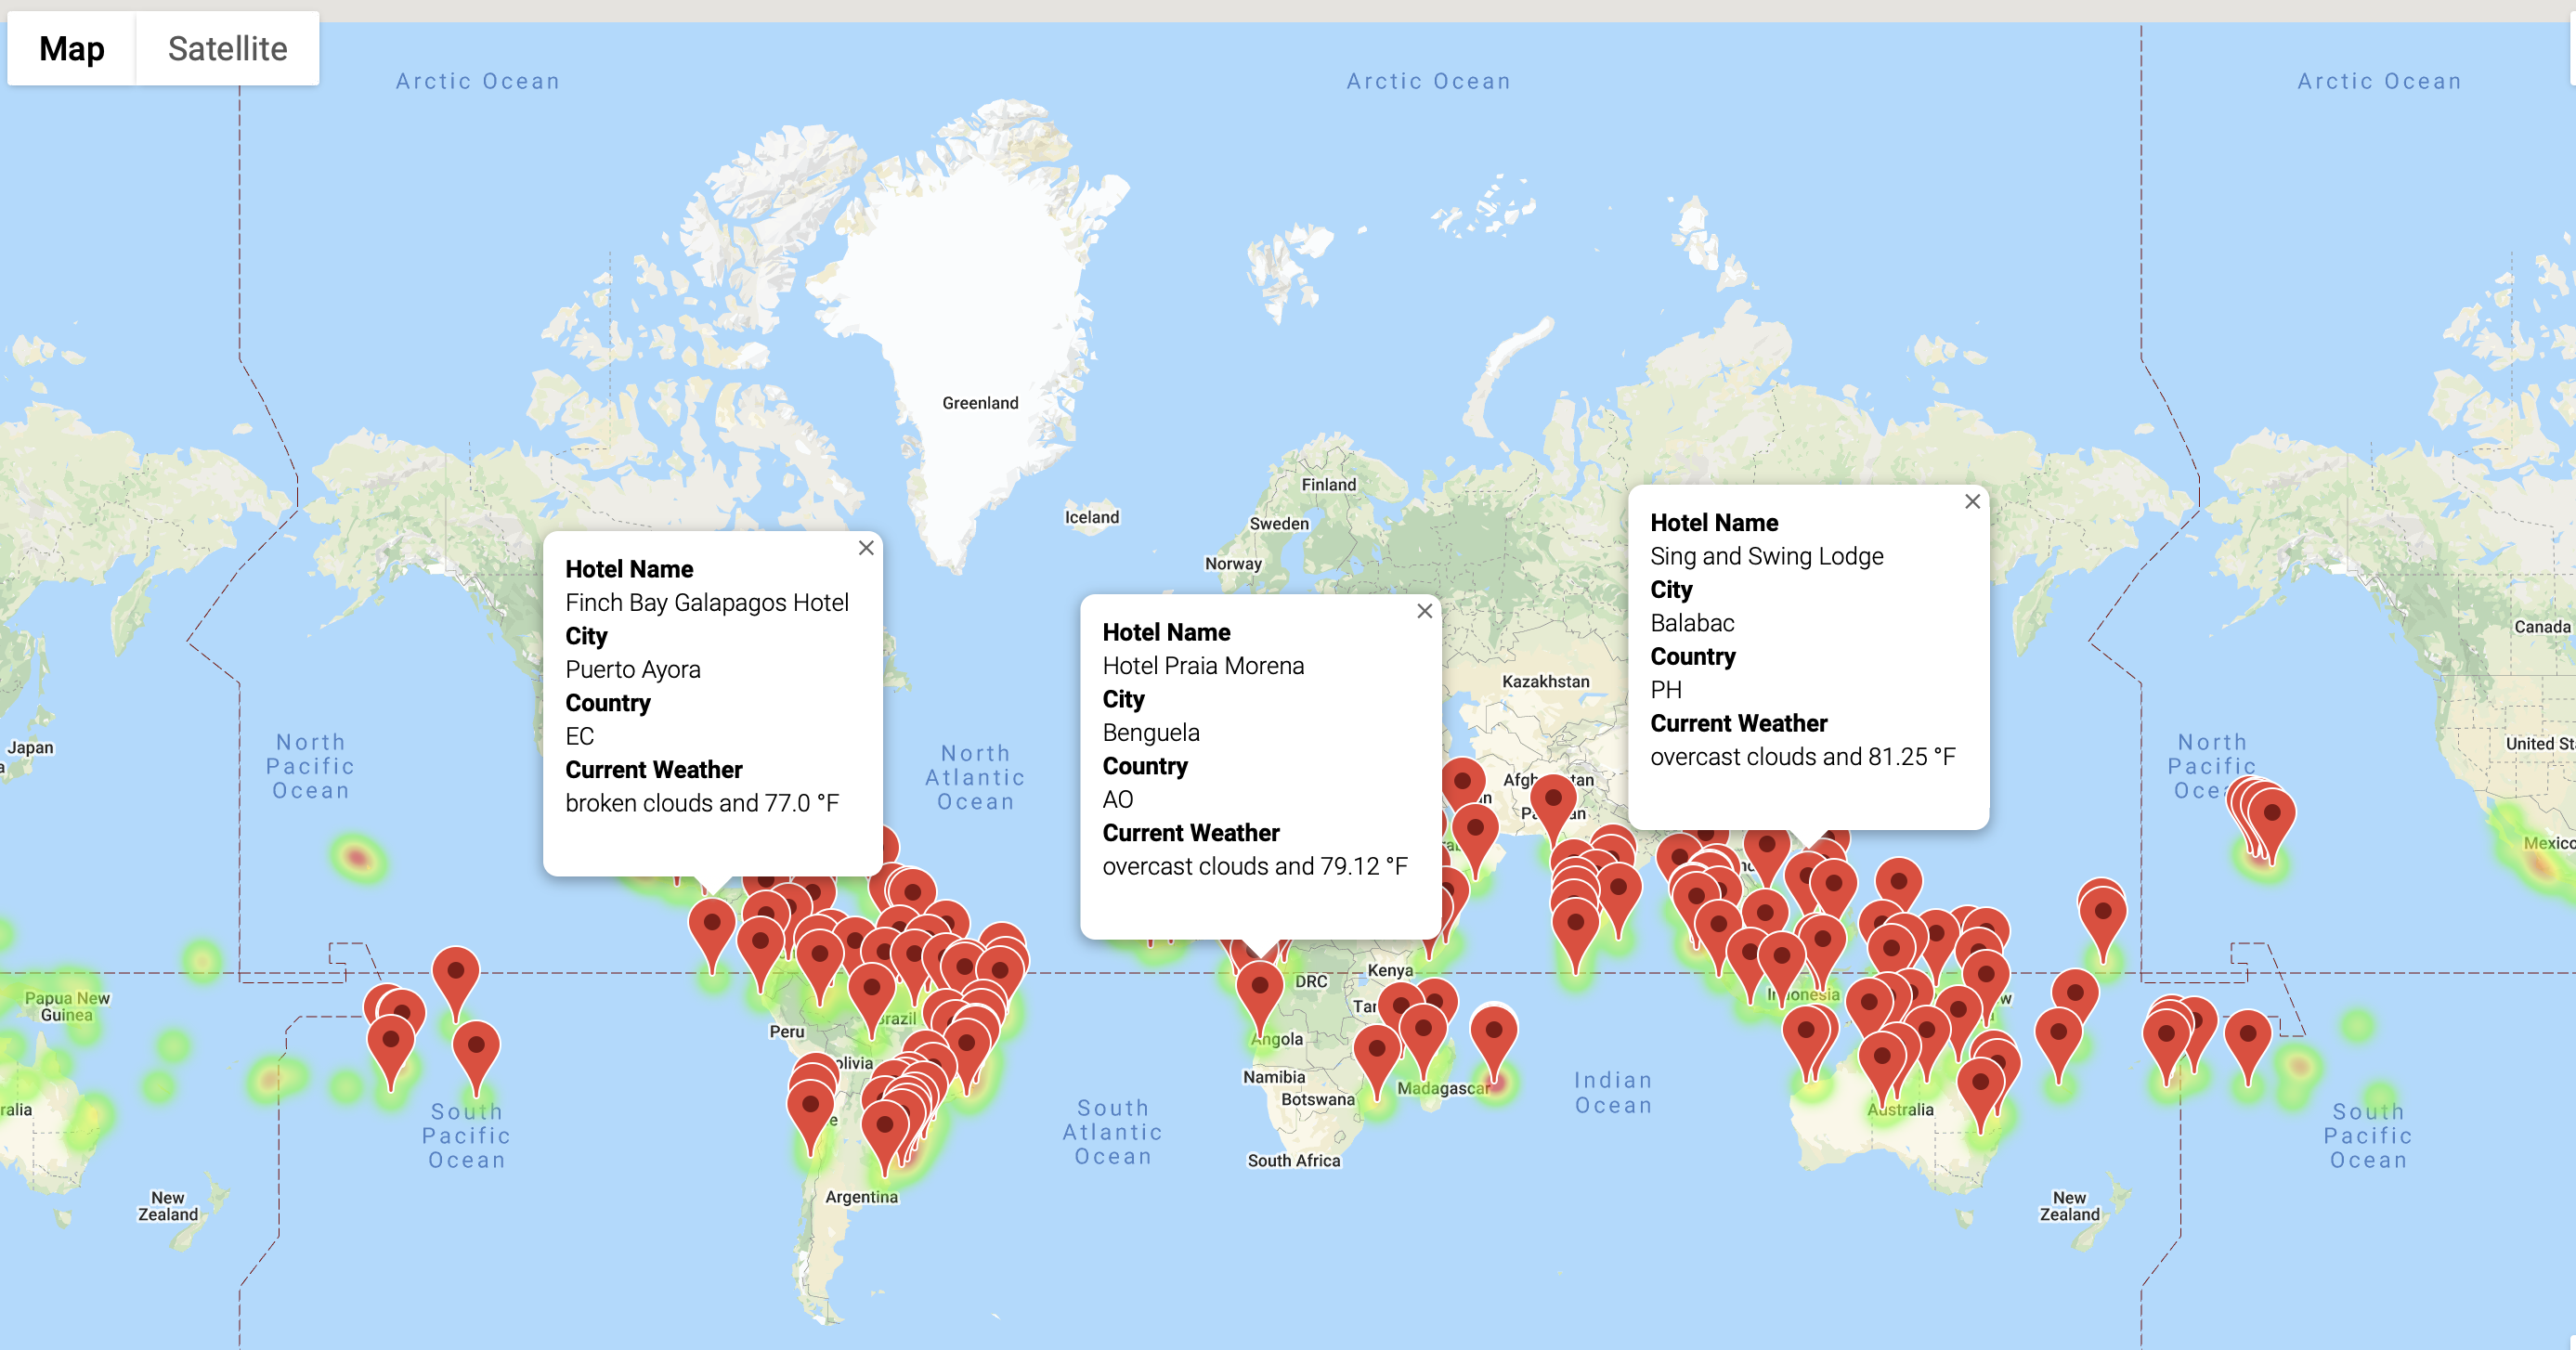 Map
Satellite
Arctic Ocean
Arctic Ocean
Arctic Ocean
Greenland
Iceland
Finland
Sweden
Norway
Hotel Name
Finch Bay Galapagos Hotel
City
Puerto Ayora
Country
EC
Current Weather
broken clouds and 77.0 °F
Hotel Name
Hotel Praia Morena
City
Benguela
Country
AO
Current Weather
overcast clouds and 79.12 °F
Hotel Name
Sing and Swing Lodge
City
Balabac
Country
PH
Current Weather
overcast clouds and 81.25 °F
Kazakhstan
Canada
United St
Mexico
Japan
North
Pacific
Ocean
North
Atlantic
Ocean
North
Pacific
Ocea
Papua New
Guinea
ralia
New
Zealand
South
Pacific
Ocean
Peru
Brazil
olivia
Argentina
South
Atlantic
Ocean
DRC
Kenya
Tan
Angola
Namibia
Botswana
Madagascar
South Africa
Indian
Ocean
Indonesia
Australia
New
Zealand
South
Pacific
Ocean